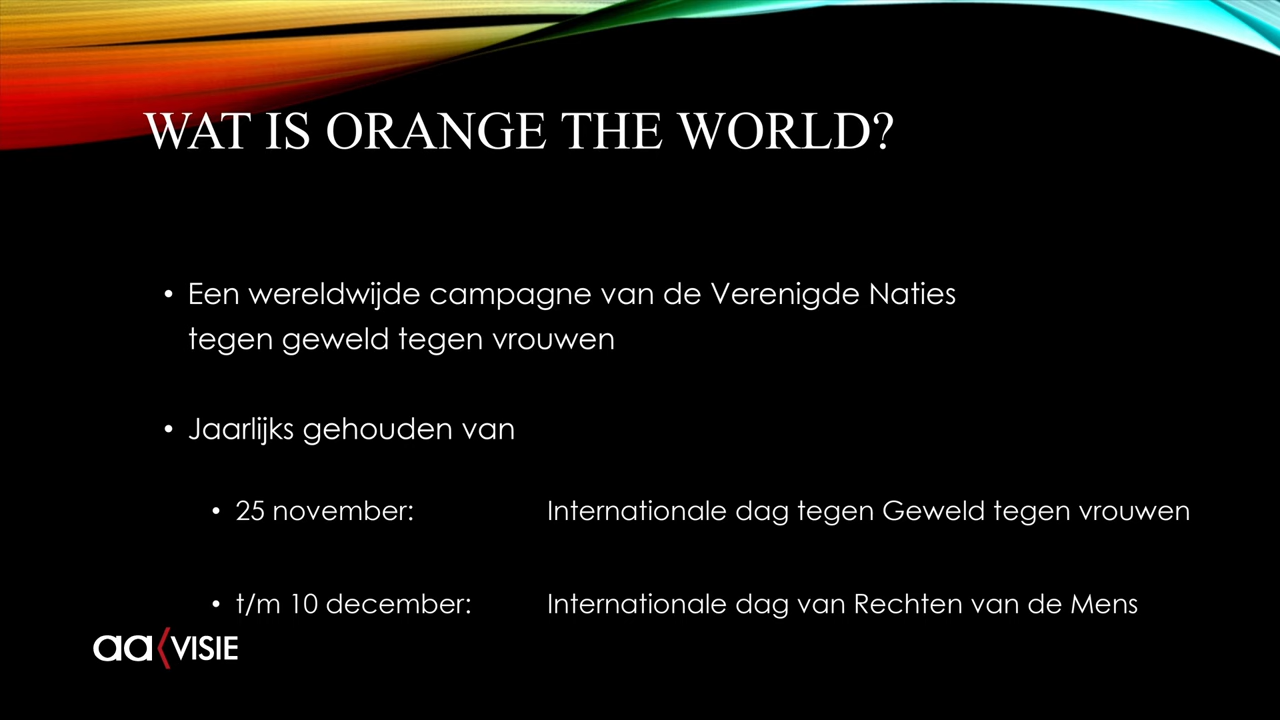 WAT IS ORANGE THE WORLD?
• Een wereldwijde campagne van de Verenigde Naties
tegen geweld tegen vrouwen
• Jaarlijks gehouden van
• 25 november: Internationale dag tegen Geweld tegen vrouwen
• t/m 10 december: Internationale dag van Rechten van de Mens
aa VISIE